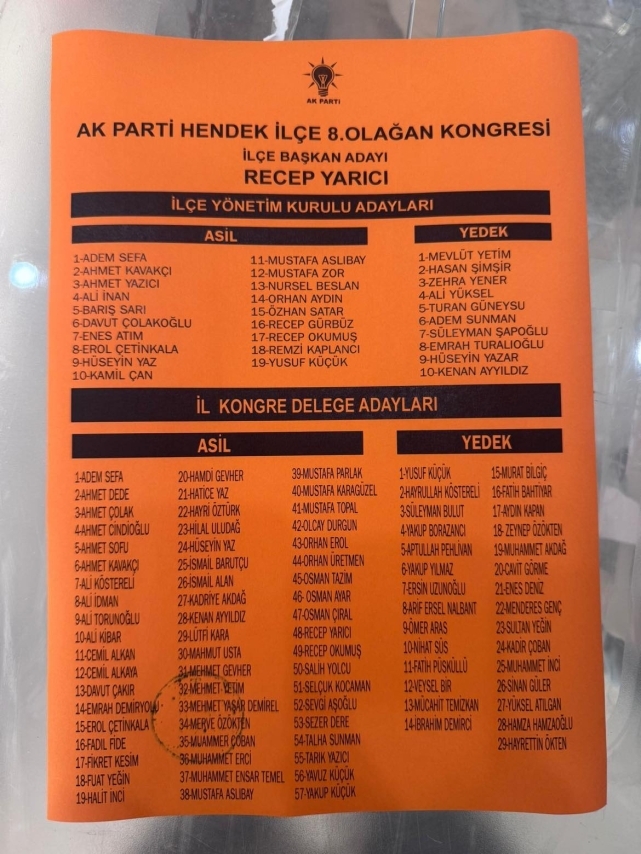 AK PARTİ
AK PARTİ HENDEK İLÇE 8.OLAĞAN KONGRESİ
İLÇE BAŞKAN ADAYI
RECEP YARICI
İLÇE YÖNETİM KURULU ADAYLARI
ASİL
1-ADEM SEFA
2-AHMET KAVAKÇI
3-AHMET YAZICI
4-ALİ İNAN
5-BARIŞ SARI
6-DAVUT ÇOLAKOĞLU
7-ENES ATIM
8-EROL ÇETİNKALA
9-HÜSEYİN YAZ
10-KAMİL ÇAN
11-MUSTAFA ASLIBAY
12-MUSTAFA ZOR
13-NURSEL BESLAN
14-ORHAN AYDIN
15-ÖZHAN SATAR
16-RECEP GÜRBÜZ
17-RECEP OKUMUŞ
18-REMZİ KAPLANCI
19-YUSUF KÜÇÜK
YEDEK
1-MEVLÜT YETİM
2-HASAN ŞİMŞİR
3-ZEHRA YENER
4-ALİ YÜKSEL
5-TURAN GÜNEYSU
6-ADEM SUNMAN
7-SÜLEYMAN ŞAPOĞLU
8-EMRAH TURALIOĞLU
9-HÜSEYİN YAZAR
10-KENAN AYYILDIZ
İL KONGRE DELEGE ADAYLARI
ASİL
1-ADEM SEFA
2-AHMET DEDE
3-AHMET ÇOLAK
4-AHMET CİNDİOĞLU
5-AHMET SOFU
6-AHMET KAVAKÇI
7-ALİ KÖSTERELİ
8-ALİ IDMAN
9-ALİ TORUNOĞLU
10-ALİ KİBAR
11-CEMİL ALKAN
12-CEMİL ALKAYA
13-DAVUT ÇAKIR
14-EMRAH DEMİRYOLU
15-EROL ÇETİNKALA
16-FADIL FİDE
17-FİKRET KESİM
18-FUAT YEĞİN
19-HALİT İNCİ
20-HAMDİ GEVHER
21-HATİCE YAZ
22-HAYRİ ÖZTÜRK
23-HİLAL ULUDAĞ
24-HÜSEYİN YAZ
25-İSMAİL BARUTÇU
26-İSMAİL ALAN
27-KADRİYE AKDAĞ
28-KENAN AYYILDIZ
29-LÜTFİ KARA
30-MAHMUT USTA
31-MEHMET GEVHER
32-MEHMET YETİM
33-MEHMET YAŞAR DEMİREL
34-MERVE ÖZÖKTEN
35-MUAMMER ÇOBAN
36-MUHAMMET ERCİ
37-MUHAMMET ENSAR TEMEL
38-MUSTAFA ASLIBAY
39-MUSTAFA PARLAK
40-MUSTAFA KARAGÜZEL
41-MUSTAFA TOPAL
42-OLCAY DURGUN
43-ORHAN EROL
44-ORHAN ÜRETMEN
45-OSMAN TAZIM
46- OSMAN AYAR
47-OSMAN ÇIRAL
48-RECEP YARICI
49-RECEP OKUMUŞ
50-SALİH YOLCU
51-SELÇUK KOCAMAN
52-SEVGİ AŞOĞLU
53-SEZER DERE
54-TALHA SUNMAN
55-TARIK YAZICI
56-YAVUZ KÜÇÜK
57-YAKUP KÜÇÜK
YEDEK
1-YUSUF KÜÇÜK
2-HAYRULLAH KÖSTERELİ
3-SÜLEYMAN BULUT
4-YAKUP BORAZANCI
5-APTULLAH PEHLİVAN
6-YAKUP YILMAZ
7-ERSİN UZUNOĞLU
8-ARİF ERSEL NALBANT
9-ÖMER ARAS
10-NİHAT SÜS
11-FATİH PÜSKÜLLÜ
12-VEYSEL BİR
13-MÜCAHİT TEMIZKAN
14-İBRAHİM DEMİRCİ
15-MURAT BİLGİÇ
16-FATİH BAHTİYAR
17-AYDIN KAPAN
18- ZEYNEP ÖZÖKTEN
19-MUHAMMET AKDAĞ
20-CAVİT GÖRME
21-ENES DENİZ
22-MENDERES GENÇ
23-SULTAN YEĞİN
24-KADİR ÇOBAN
25-MUHAMMET İNCİ
26-SİNAN GÜLER
27-YÜKSEL ATILGAN
28-HAMZA HAMZAOĞLU
29-HAYRETTİN ÖKTEN